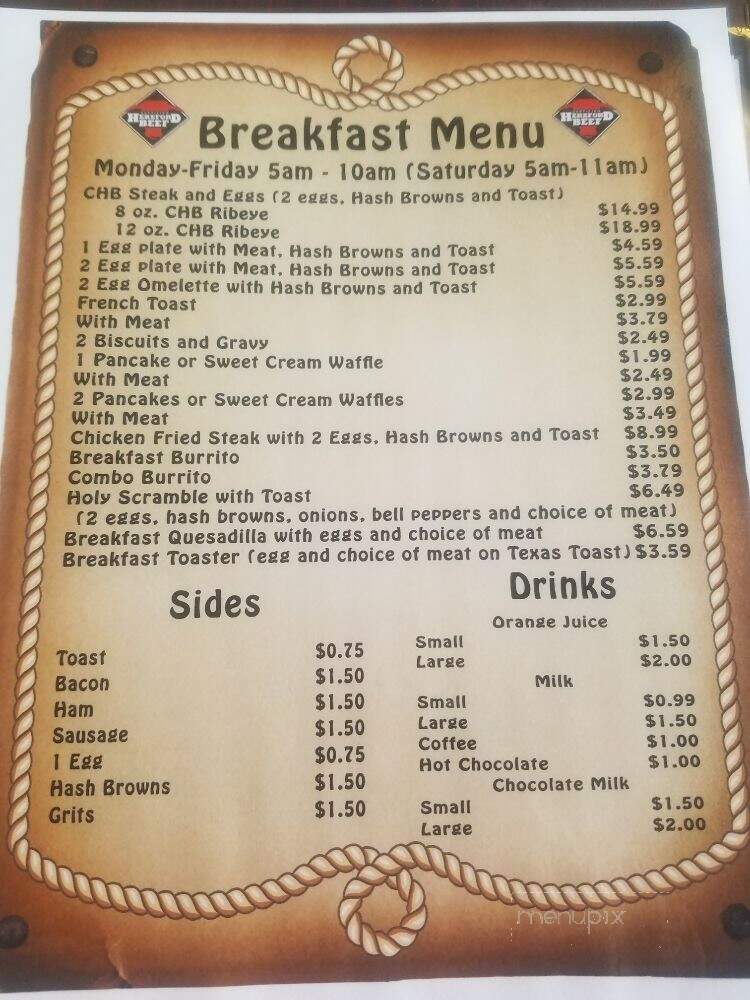 HEREFORD
BEEF
HEREFORD
BEEF
Breakfast Menu
Monday-Friday 5am - 10am (Saturday 5am-11am)
CHB Steak and Eggs (2 eggs, Hash Browns and Toast)
8 oz. CHB Ribeye $14.99
12 oz. CHB Ribeye $18.99
1 Egg plate with Meat, Hash Browns and Toast $4.59
2 Egg plate with Meat, Hash Browns and Toast $5.59
2 Egg Omelette with Hash Browns and Toast $5.59
French Toast $2.99
With Meat $3.79
2 Biscuits and Gravy $2.49
1 Pancake or Sweet Cream Waffle $1.99
With Meat $2.49
2 Pancakes or Sweet Cream Waffles $2.99
With Meat $3.49
Chicken Fried Steak with 2 Eggs, Hash Browns and Toast $8.99
Breakfast Burrito $3.50
Combo Burrito $3.79
Holy Scramble with Toast $6.49
(2 eggs, hash browns, onions, bell peppers and choice of meat)
Breakfast Quesadilla with eggs and choice of meat $6.59
Breakfast Toaster (egg and choice of meat on Texas Toast) $3.59
Sides
Toast $0.75
Bacon $1.50
Ham $1.50
Sausage $1.50
1 Egg $0.75
Hash Browns $1.50
Grits $1.50
Drinks
Orange Juice
Small $1.50
Large $2.00
Milk
Small $0.99
Large $1.50
Coffee $1.00
Hot Chocolate $1.00
Chocolate Milk
Small $1.50
Large $2.00
menupix